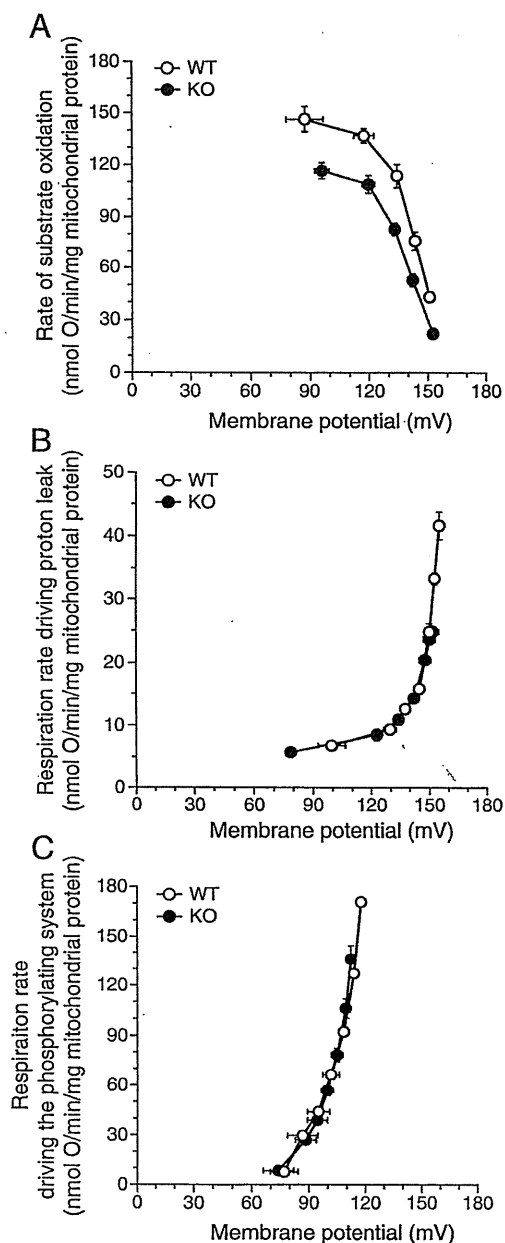 A
Rate of substrate oxidation
(nmol O/min/mg mitochondrial protein)
180
150
120
90
60
30
0
WT
KO
0 30 60 90 120 150 180
Membrane potential (mV)
B
Respiration rate driving proton leak
(nmol O/min/mg mitochondrial protein)
50
40
30
20
10
0
WT
KO
0 30 60 90 120 150 180
Membrane potential (mV)
C
Respiraiton rate
driving the phosphorylating system
(nmol O/min/mg mitochondrial protein)
180
150
120
90
60
30
0
WT
KO
0 30 60 90 120 150 180
Membrane potential (mV)